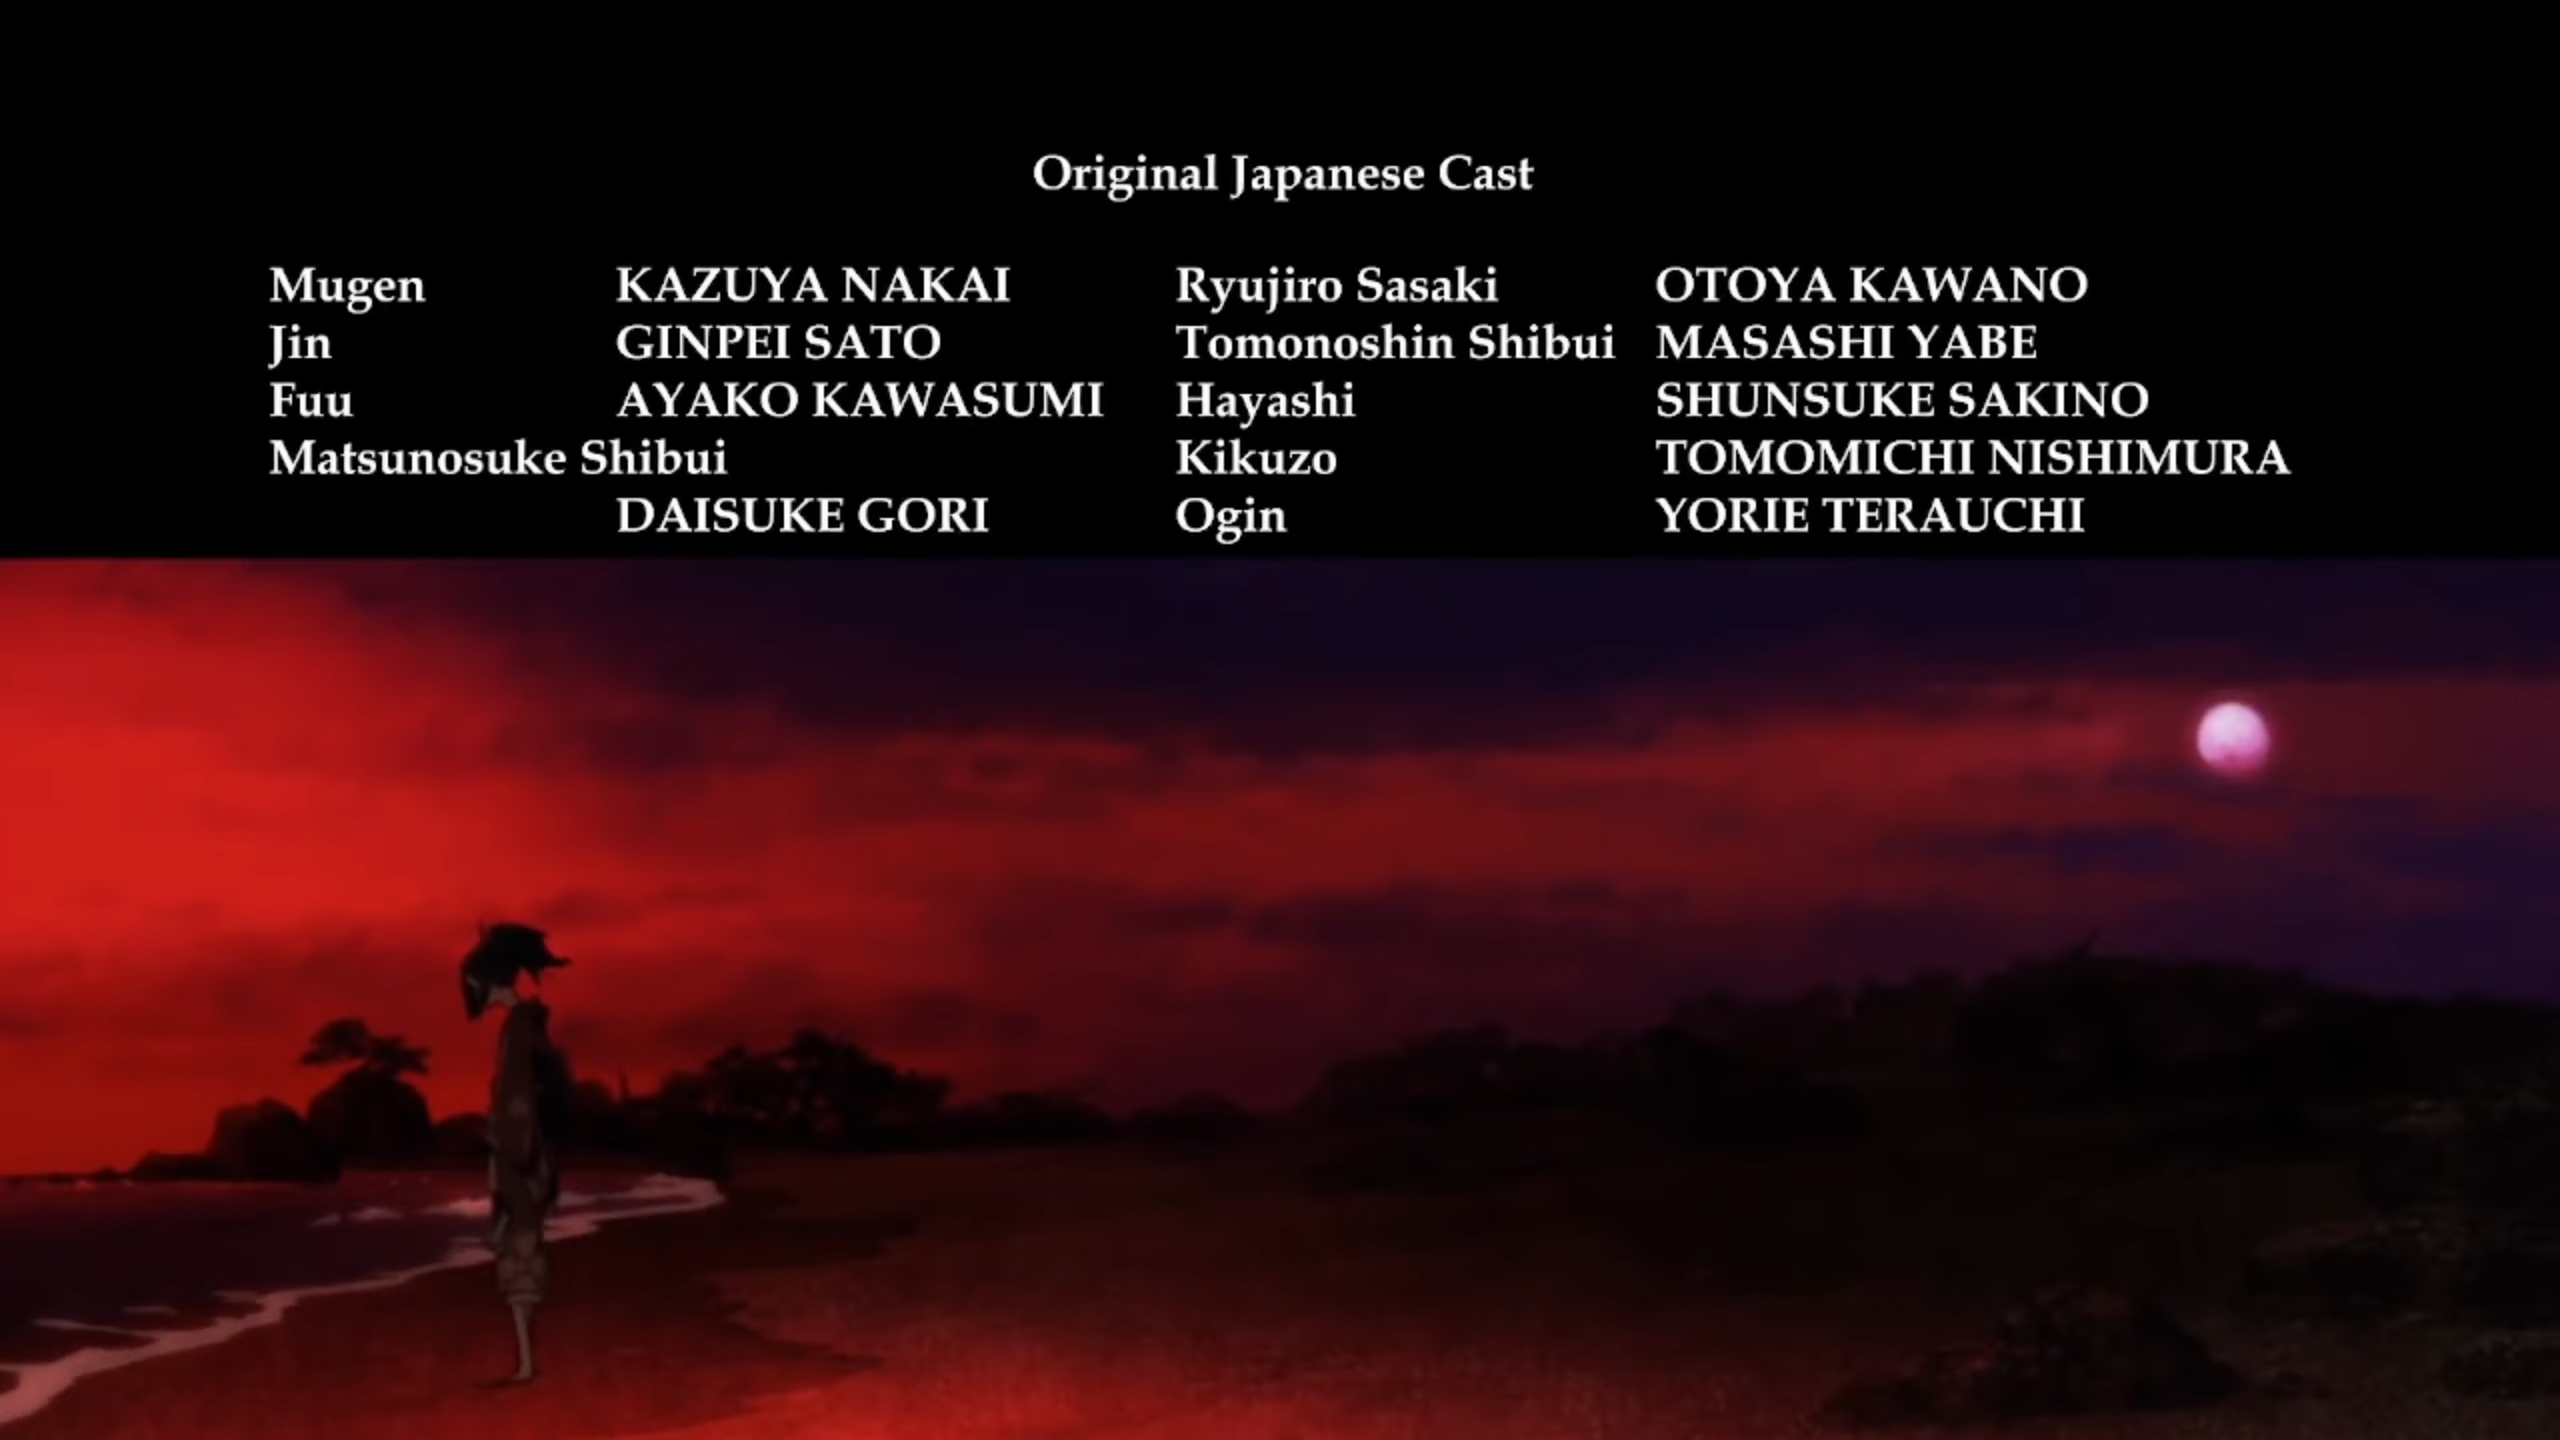 Original Japanese Cast
Mugen KAZUYA NAKAI
Jin GINPEI SATO
Fuu AYAKO KAWASUMI
Matsunosuke Shibui
DAISUKE GORI
Ryujiro Sasaki OTOYA KAWANO
Tomonoshin Shibui MASASHI YABE
Hayashi SHUNSUKE SAKINO
Kikuzo TOMOMICHI NISHIMURA
Ogin YORIE TERAUCHI